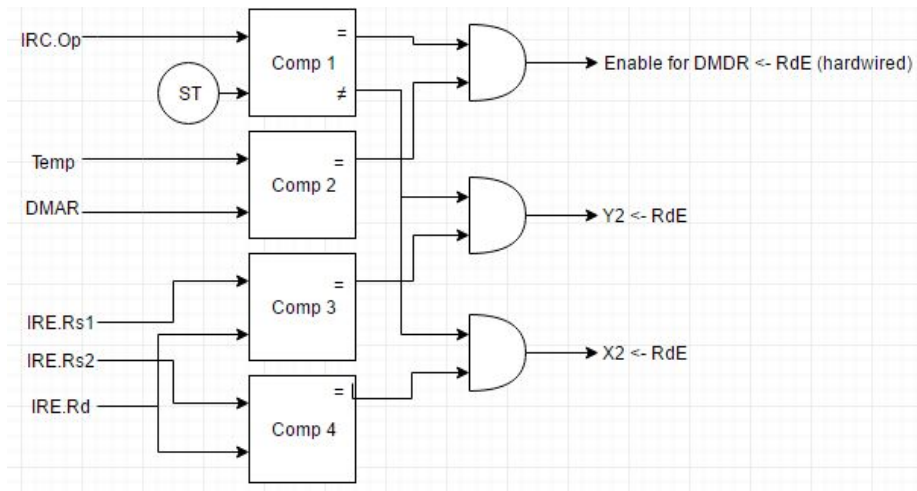 IRC.Op
=
Comp 1
≠
ST
Enable for DMDR <- RdE (hardwired)
Temp
=
Comp 2
DMAR
Y2 <- RdE
=
Comp 3
IRE.Rs1
IRE.Rs2
X2 <- RdE
=
IRE.Rd
Comp 4